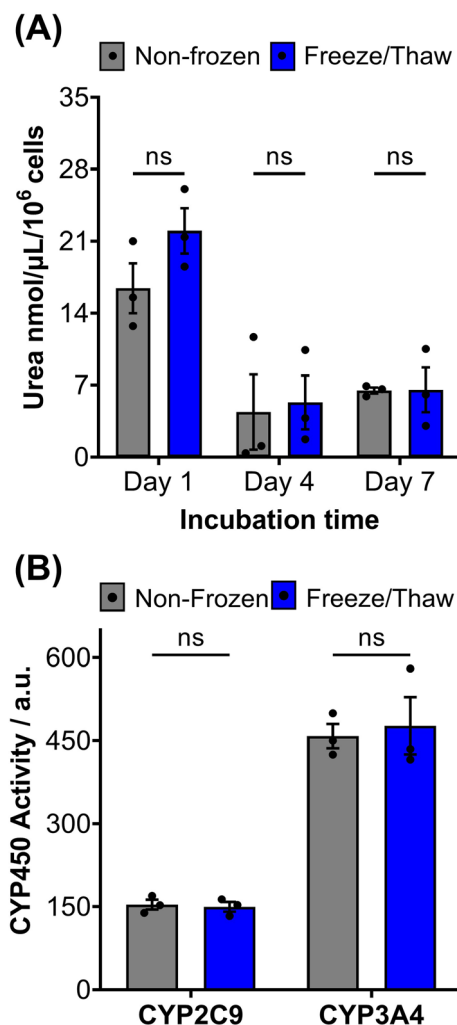 (A)
Non-frozen Freeze/Thaw
35
28
21
14
7
0
Urea nmol/µL/10⁶ cells
ns ns ns
Day 1 Day 4 Day 7
Incubation time
(B)
Non-Frozen Freeze/Thaw
600
450
300
150
0
CYP450 Activity / a.u.
ns ns
CYP2C9 CYP3A4